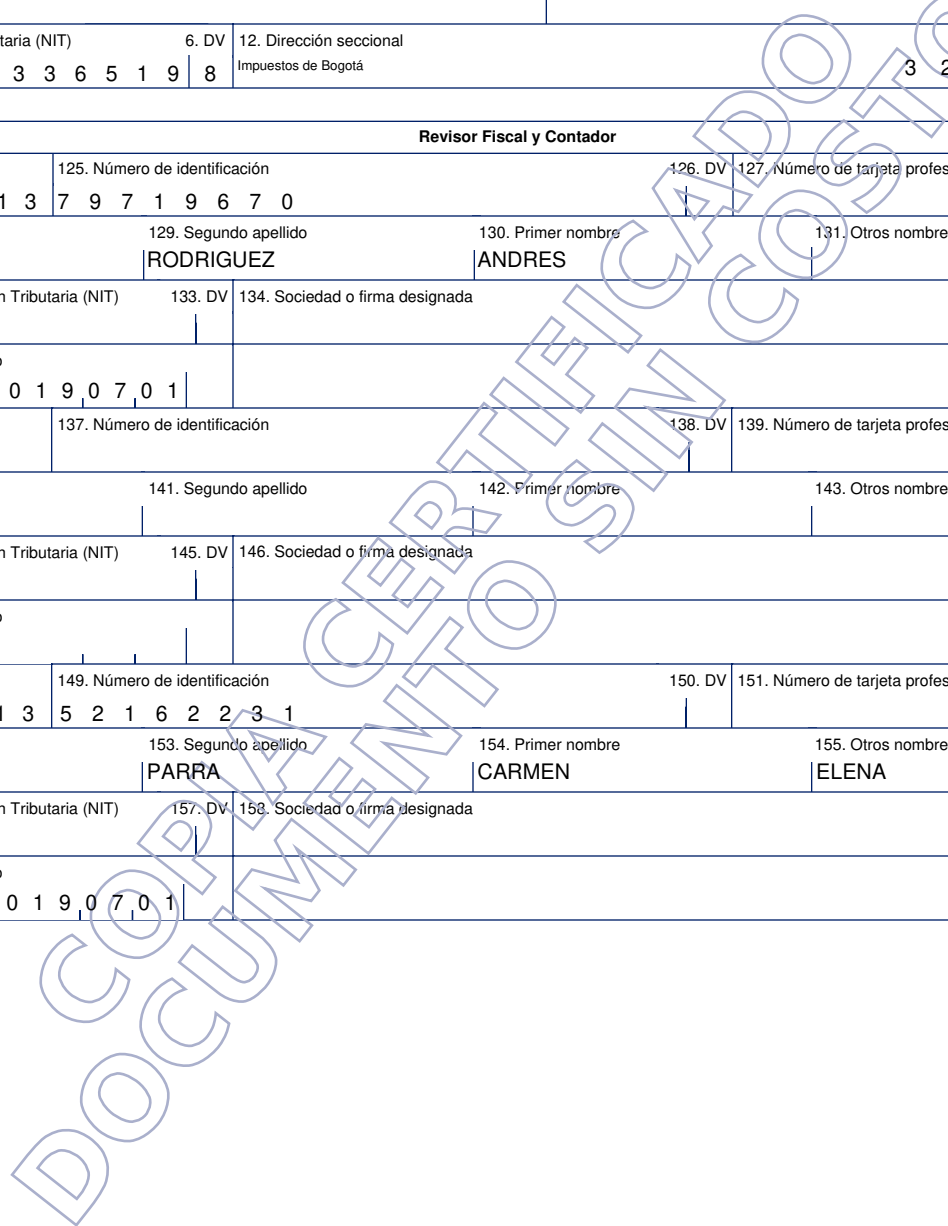 taria (NIT) 6. DV 12. Dirección seccional
3 3 6 5 1 9 8 Impuestos de Bogotá 3 2
Revisor Fiscal y Contador
125. Número de identificación 126. DV 127. Número de tarjeta profes
1 3 7 9 7 1 9 6 7 0
129. Segundo apellido 130. Primer nombre 131. Otros nombre
RODRIGUEZ ANDRES
n Tributaria (NIT) 133. DV 134. Sociedad o firma designada
o
0 1 9 0 7 0 1
137. Número de identificación 138. DV 139. Número de tarjeta profes
141. Segundo apellido 142. Primer nombre 143. Otros nombre
n Tributaria (NIT) 145. DV 146. Sociedad o firma designada
o
149. Número de identificación 150. DV 151. Número de tarjeta profes
1 3 5 2 1 6 2 2 3 1
153. Segundo apellido 154. Primer nombre 155. Otros nombre
PARRA CARMEN ELENA
n Tributaria (NIT) 157. DV 158. Sociedad o firma designada
o
0 1 9 0 7 0 1
COPIA CERTIFICADO
DOCUMENTO SIN COSTO